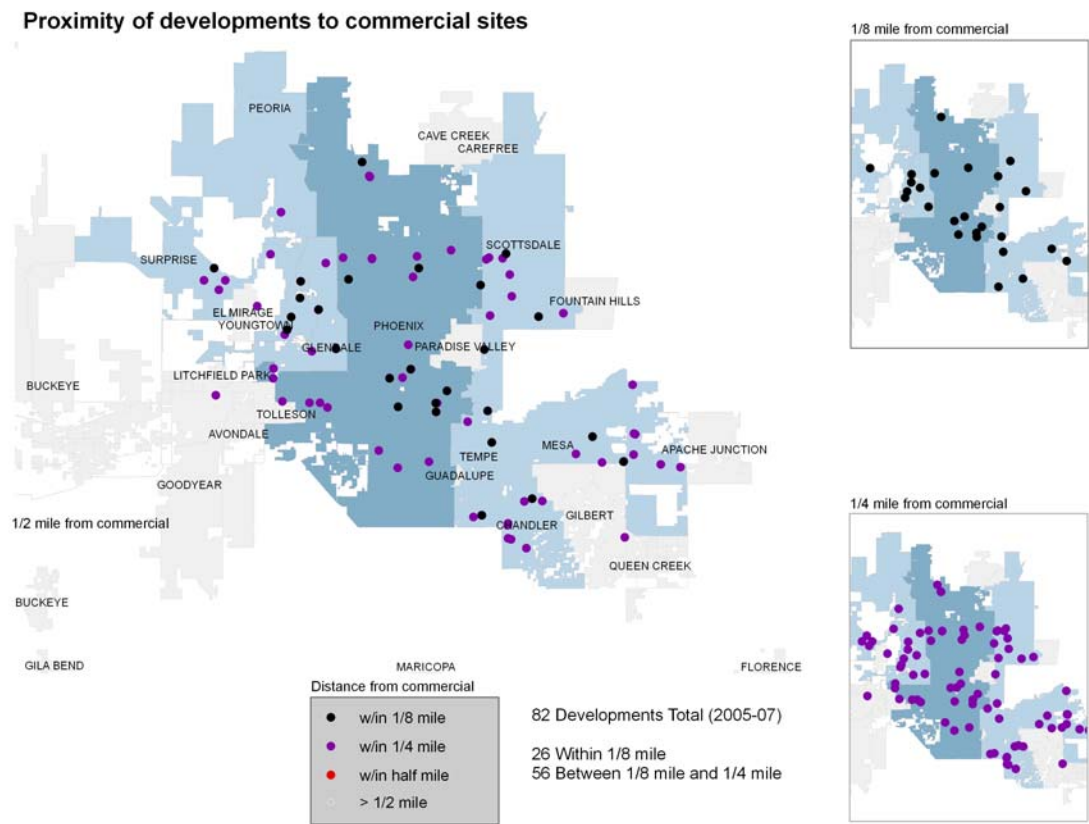 Proximity of developments to commercial sites
1/8 mile from commercial
PEORIA
CAVE CREEK
CAREFREE
SURPRISE
SCOTTSDALE
EL MIRAGE
YOUNGTOWN
FOUNTAIN HILLS
PHOENIX
GLENDALE
PARADISE VALLEY
LITCHFIELD PARK
BUCKEYE
TOLLESON
AVONDALE
MESA
APACHE JUNCTION
TEMPE
GUADALUPE
GOODYEAR
1/4 mile from commercial
GILBERT
1/2 mile from commercial
CHANDLER
QUEEN CREEK
BUCKEYE
GILA BEND
MARICOPA
FLORENCE
Distance from commercial
w/in 1/8 mile
w/in 1/4 mile
w/in half mile
> 1/2 mile
82 Developments Total (2005-07)
26 Within 1/8 mile
56 Between 1/8 mile and 1/4 mile